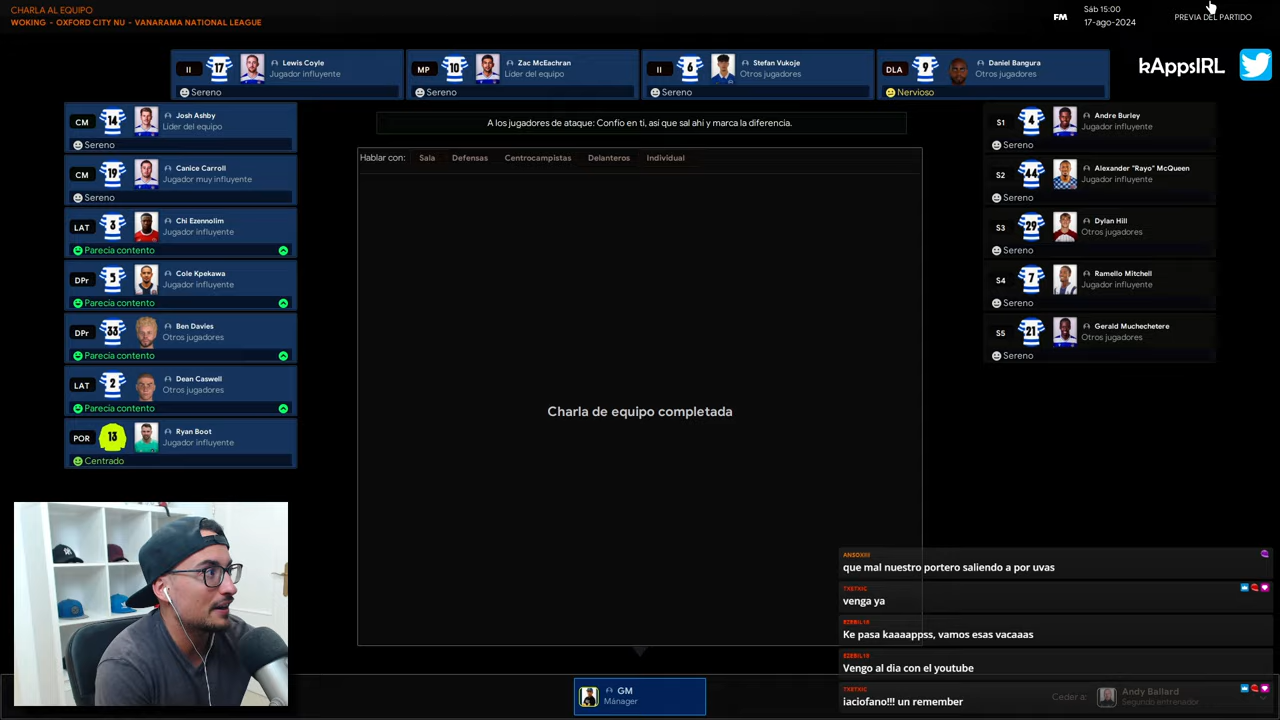 CHARLA AL EQUIPO
WOKING - OXFORD CITY NU - VANARAMA NATIONAL LEAGUE
FM
Sáb 15:00
17-ago-2024
PREVIA DEL PARTIDO
kAppsIRL
II 17 Lewis Coyle
Jugador influyente
Sereno
MP 10 Zac McEachran
Líder del equipo
Sereno
II 6 Stefan Vukoje
Otros jugadores
Sereno
DLA 9 Daniel Bangura
Otros jugadores
Nervioso
A los jugadores de ataque: Confío en ti, así que sal ahí y marca la diferencia.
Hablar con: Sala Defensas Centrocampistas Delanteros Individual
CM 14 Josh Ashby
Líder del equipo
Sereno
CM 19 Canice Carroll
Jugador muy influyente
Sereno
LAT 3 Chi Ezennolim
Jugador influyente
Parecía contento
DPr 5 Cole Kpekawa
Jugador influyente
Parecía contento
DPr 33 Ben Davies
Otros jugadores
Parecía contento
LAT 2 Dean Caswell
Otros jugadores
Parecía contento
POR 13 Ryan Boot
Jugador influyente
Centrado
Charla de equipo completada
S1 4 Andre Burley
Jugador influyente
Sereno
S2 44 Alexander "Rayo" McQueen
Jugador influyente
Sereno
S3 29 Dylan Hill
Otros jugadores
Sereno
S4 7 Ramello Mitchell
Jugador influyente
Sereno
S5 21 Gerald Muchechetere
Otros jugadores
Sereno
que mal nuestro portero saliendo a por uvas
venga ya
Ke pasa kaaaappss, vamos esas vacaaas
Vengo al dia con el youtube
iaciofano!!! un remember
GM
Mánager
Ceder a: Andy Ballard
Segundo entrenador